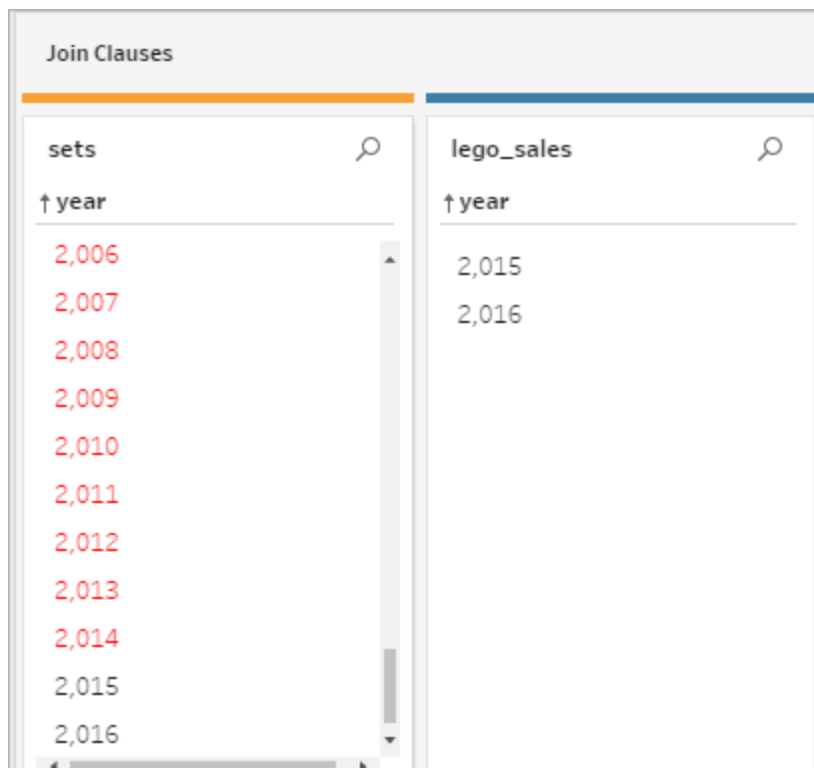 Join Clauses
sets
↑ year
2,006
2,007
2,008
2,009
2,010
2,011
2,012
2,013
2,014
2,015
2,016
lego_sales
↑ year
2,015
2,016